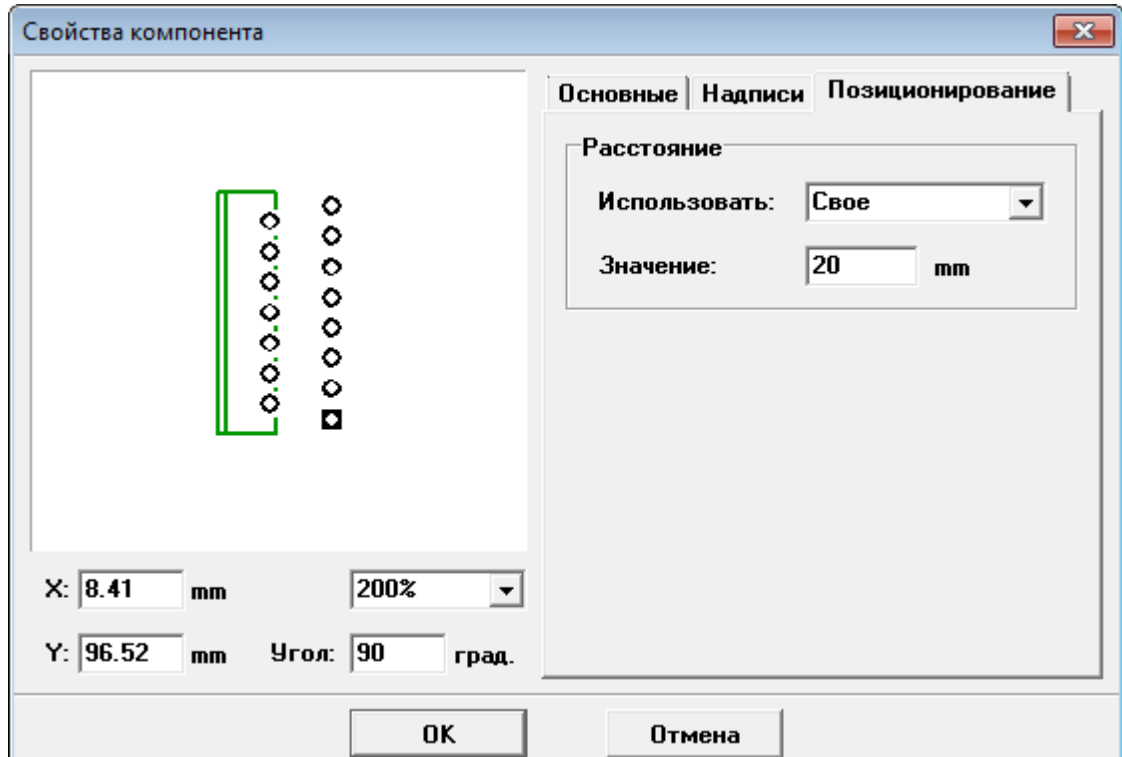 Свойства компонента
Основные Надписи Позиционирование
Расстояние
Использовать: Свое
Значение: 20 mm
X: 8.41 mm 200%
Y: 96.52 mm Угол: 90 град.
OK Отмена